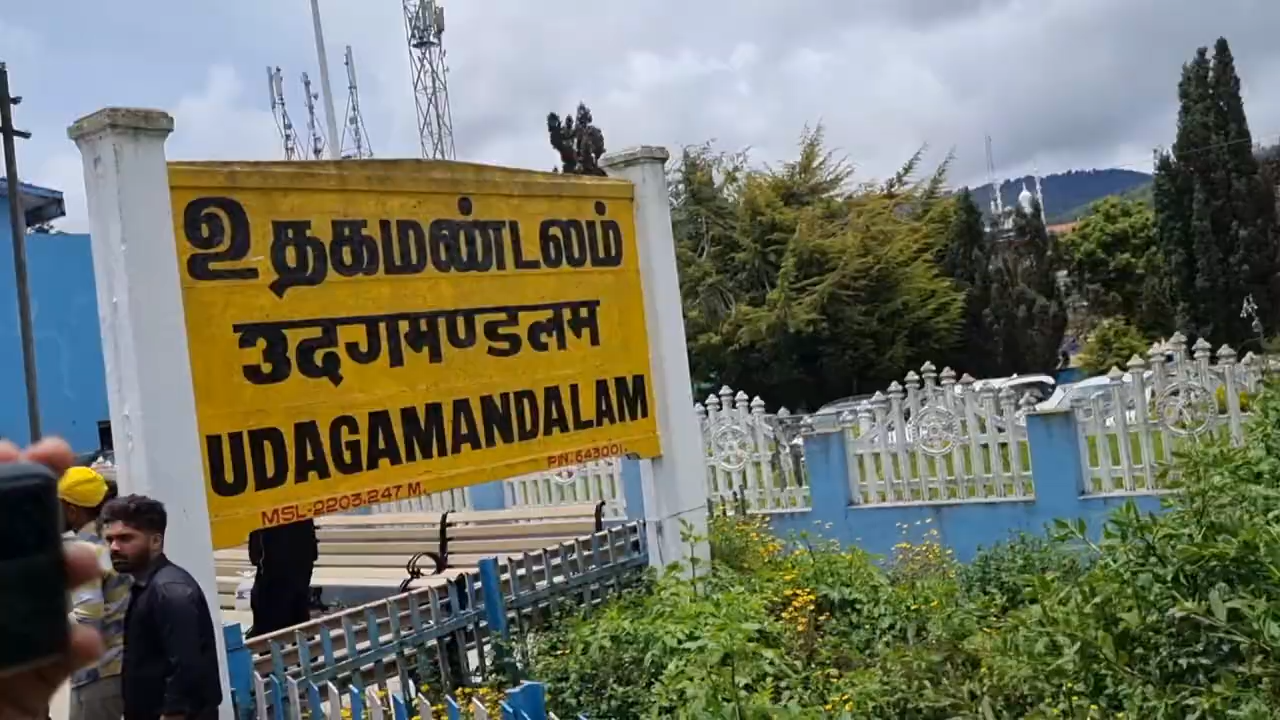 உதகமண்டலம்
उदगमण्डलम
UDAGAMANDALAM
PIN. 643001.
MSL-2203.247 M.